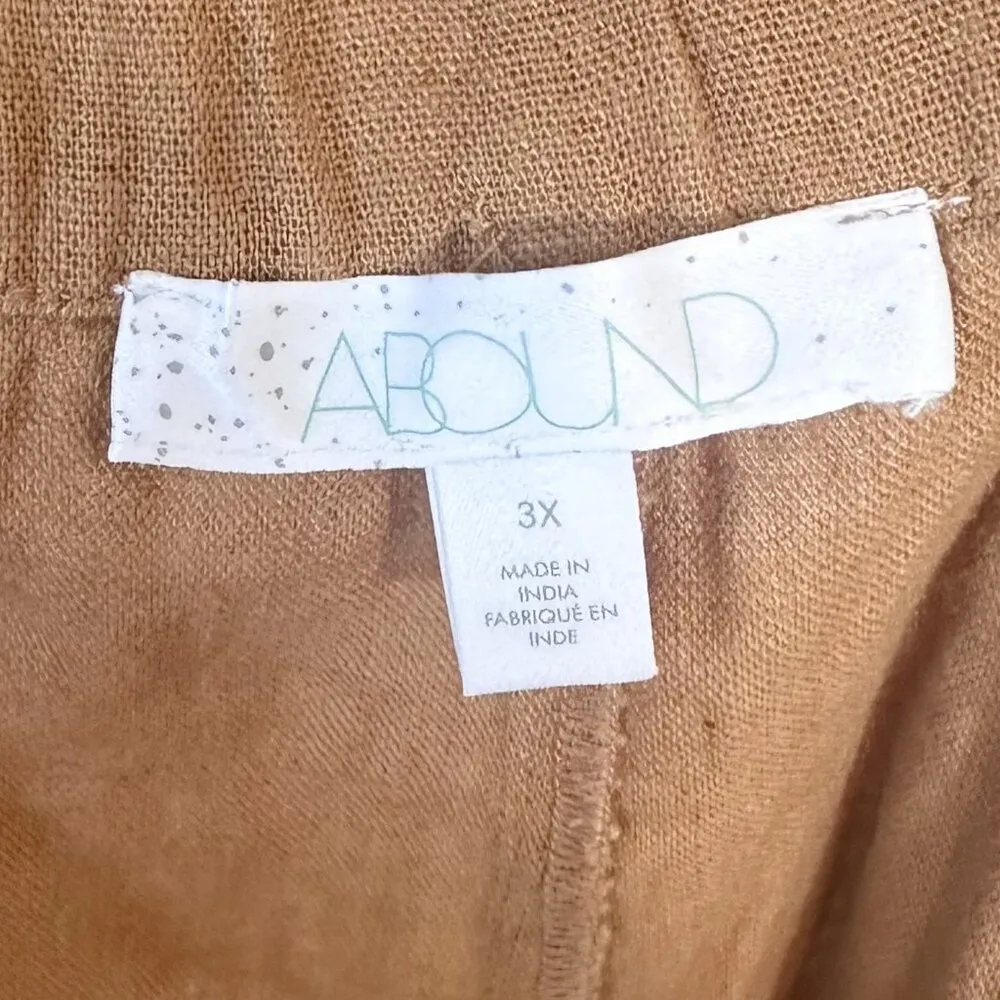 ABOUND
3X
MADE IN
INDIA
FABRIQUÉ EN
INDE